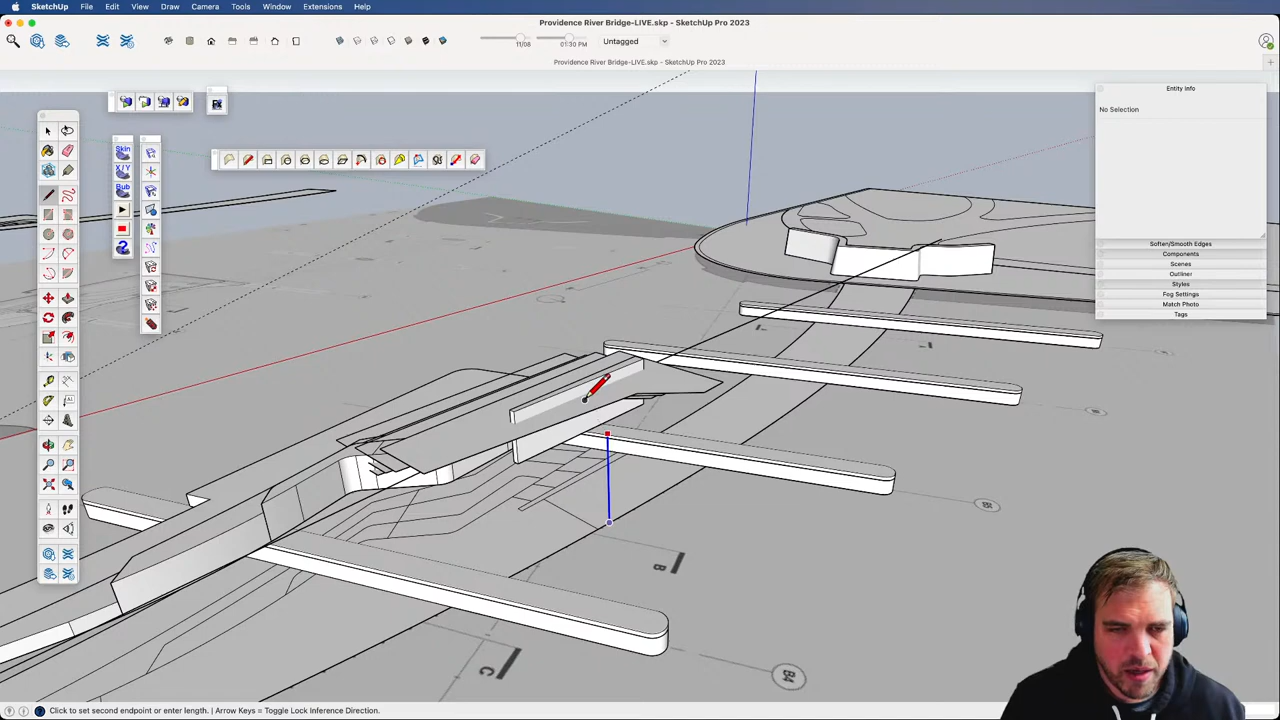 SketchUp File Edit View Draw Camera Tools Window Extensions Help
Providence River Bridge-LIVE.skp - SketchUp Pro 2023
11/08 01:30 PM Untagged
Providence River Bridge-LIVE.skp - SketchUp Pro 2023
Entity Info
No Selection
Skin
X/Y
Bub
Soften/Smooth Edges
Components
Scenes
Outliner
Styles
Fog Settings
Match Photo
Tags
B
C
B4
Click to set second endpoint or enter length. | Arrow Keys = Toggle Lock Inference Direction.